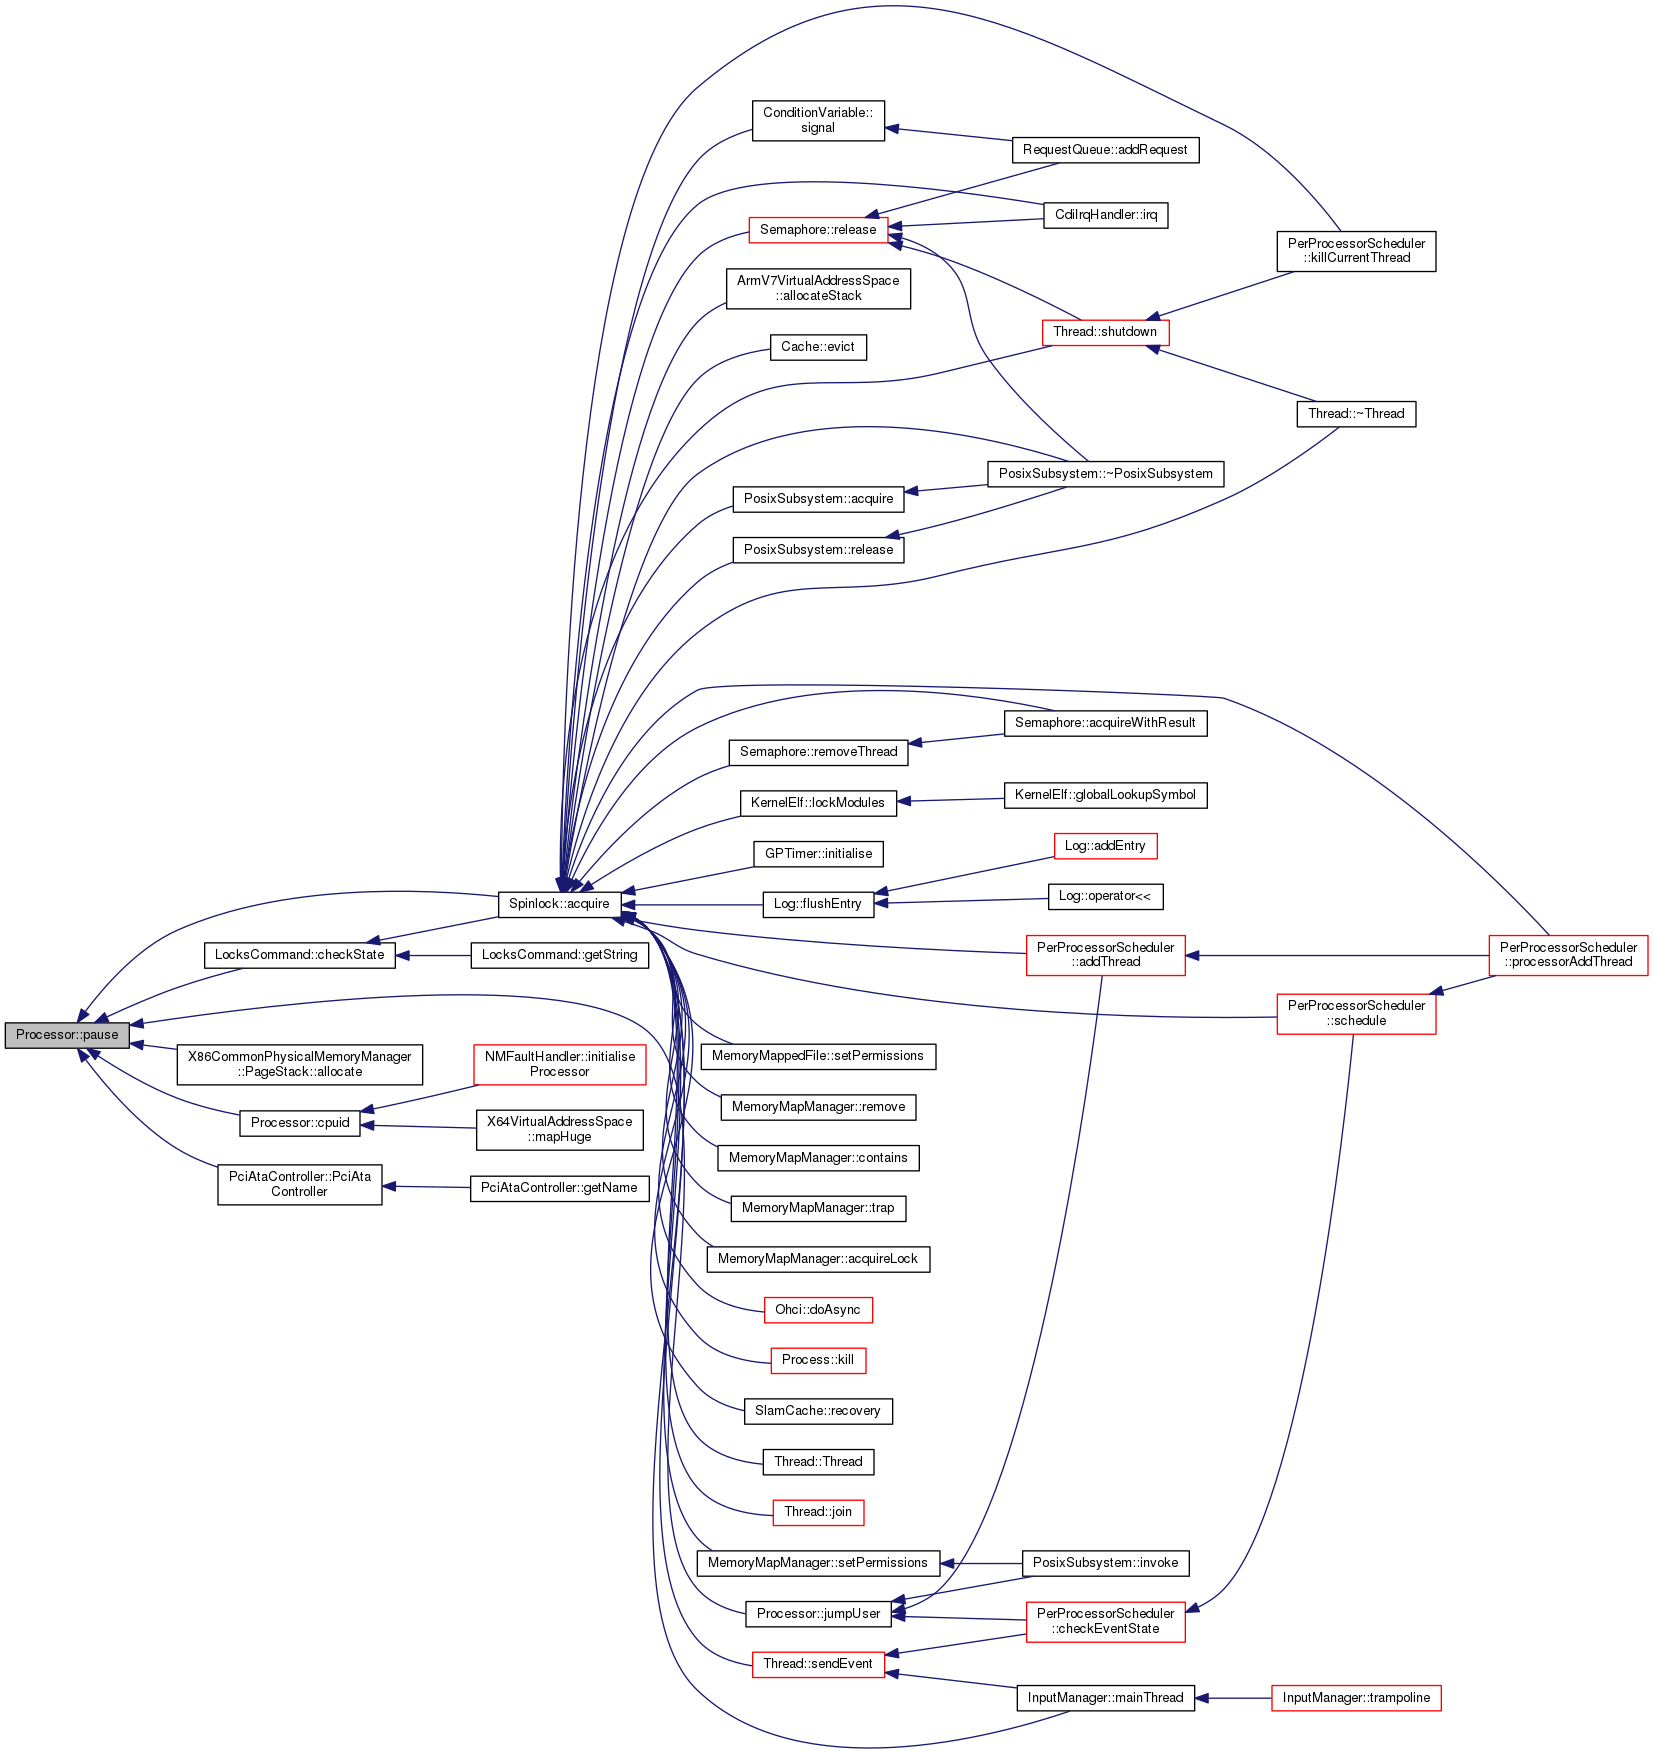 ConditionVariable::
signal
RequestQueue::addRequest
CdiIrqHandler::irq
Semaphore::release
PerProcessorScheduler
::killCurrentThread
ArmV7VirtualAddressSpace
::allocateStack
Thread::shutdown
Cache::evict
Thread::~Thread
PosixSubsystem::~PosixSubsystem
PosixSubsystem::acquire
PosixSubsystem::release
Semaphore::acquireWithResult
Semaphore::removeThread
KernelElf::lockModules
KernelElf::globalLookupSymbol
GPTimer::initialise
Log::addEntry
Spinlock::acquire
Log::flushEntry
Log::operator<<
LocksCommand::checkState
LocksCommand::getString
PerProcessorScheduler
::addThread
PerProcessorScheduler
::processorAddThread
PerProcessorScheduler
::schedule
Processor::pause
X86CommonPhysicalMemoryManager
::PageStack::allocate
NMFaultHandler::initialise
Processor
MemoryMappedFile::setPermissions
Processor::cpuid
X64VirtualAddressSpace
::mapHuge
MemoryMapManager::remove
MemoryMapManager::contains
PciAtaController::PciAta
Controller
PciAtaController::getName
MemoryMapManager::trap
MemoryMapManager::acquireLock
Ohci::doAsync
Process::kill
SlamCache::recovery
Thread::Thread
Thread::join
MemoryMapManager::setPermissions
PosixSubsystem::invoke
Processor::jumpUser
PerProcessorScheduler
::checkEventState
Thread::sendEvent
InputManager::mainThread
InputManager::trampoline